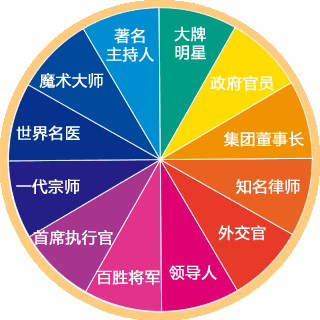 大牌
明星
政府官员
集团董事长
知名律师
外交官
领导人
百胜将军
首席执行官
一代宗师
世界名医
魔术大师
著名
主持人